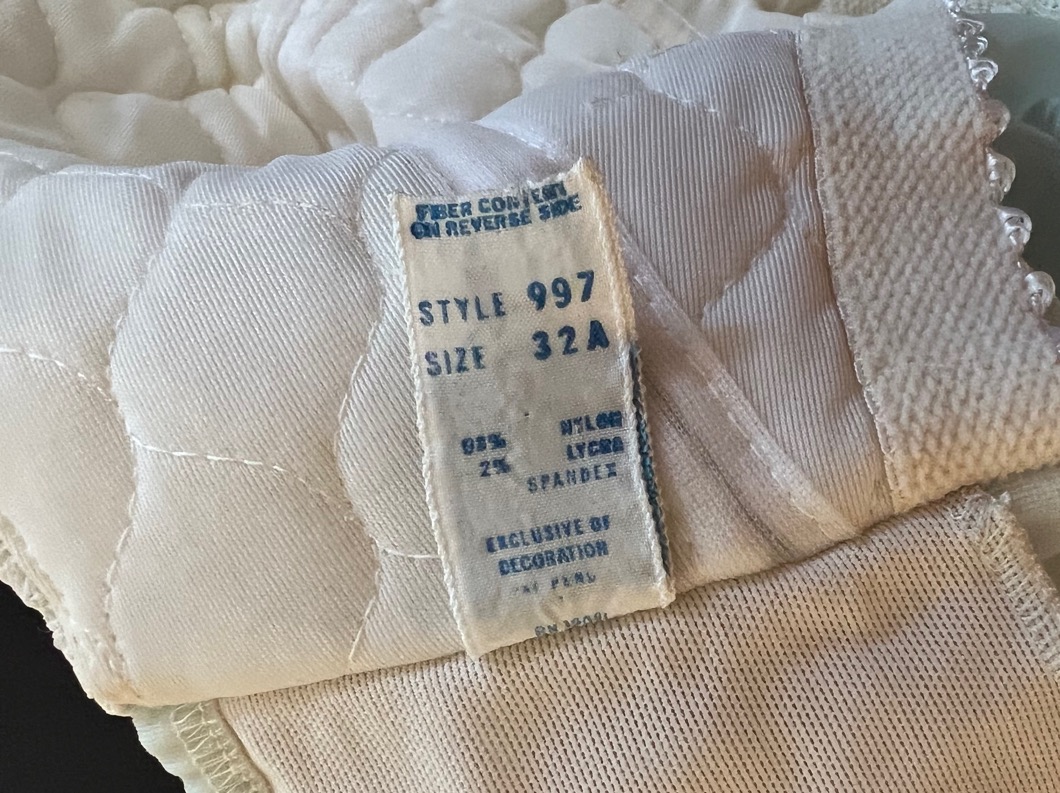 FIBER CONTENT
ON REVERSE SIDE
STYLE 997
SIZE 32A
98% NYLON
2% LYCRA
SPANDEX
EXCLUSIVE OF
DECORATION